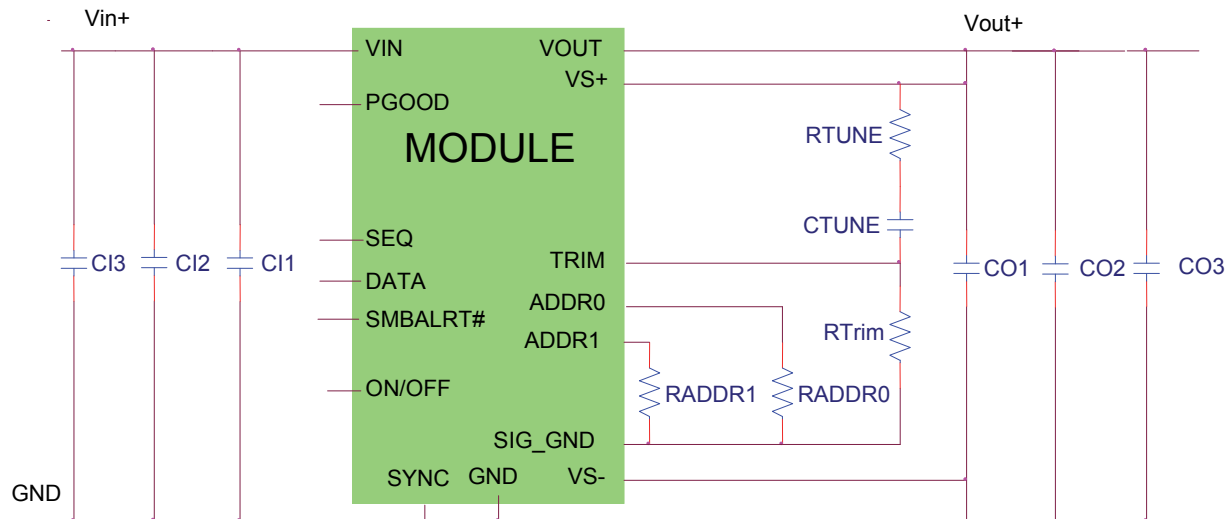 Vin+
Vout+
VIN
VOUT
VS+
PGOOD
MODULE
RTUNE
CTUNE
SEQ
TRIM
CI3
CI2
CI1
DATA
CO1
CO2
CO3
ADDR0
SMBALRT#
ADDR1
RTrim
ON/OFF
RADDR1
RADDR0
SIG_GND
SYNC
GND
VS-
GND